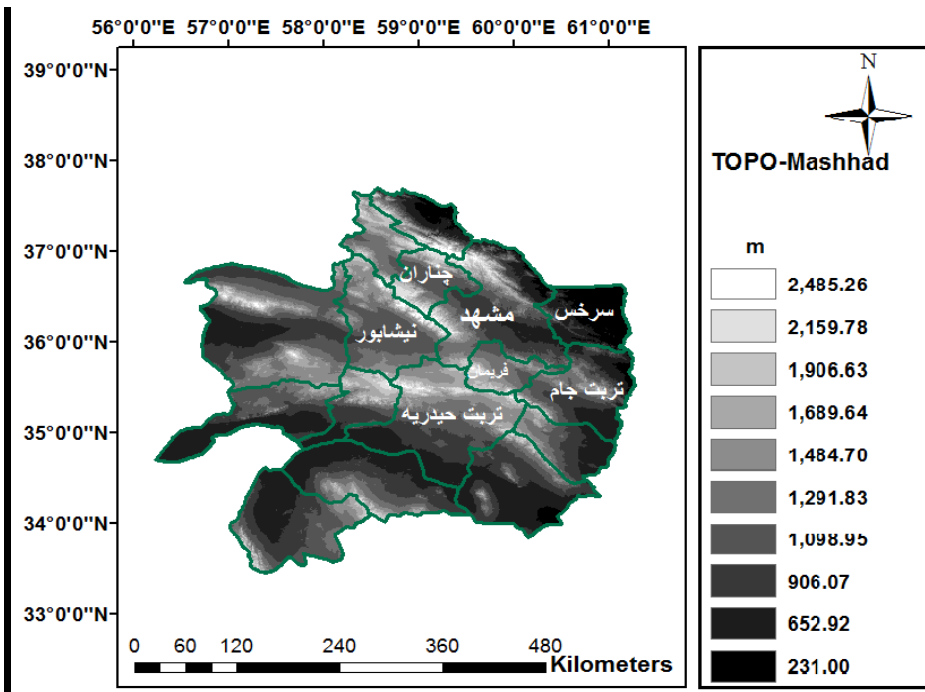 56°0'0"E 57°0'0"E 58°0'0"E 59°0'0"E 60°0'0"E 61°0'0"E
39°0'0"N
38°0'0"N
37°0'0"N
36°0'0"N
35°0'0"N
34°0'0"N
33°0'0"N
چناران
مشهد
سرخس
نیشابور
فریمان
تربت جام
تربت حیدریه
0 60 120 240 360 480
Kilometers
N
TOPO-Mashhad
m
2,485.26
2,159.78
1,906.63
1,689.64
1,484.70
1,291.83
1,098.95
906.07
652.92
231.00